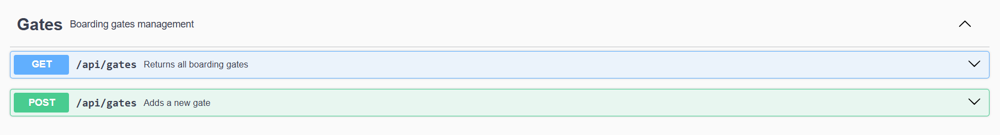 Gates Boarding gates management
GET /api/gates Returns all boarding gates
POST /api/gates Adds a new gate